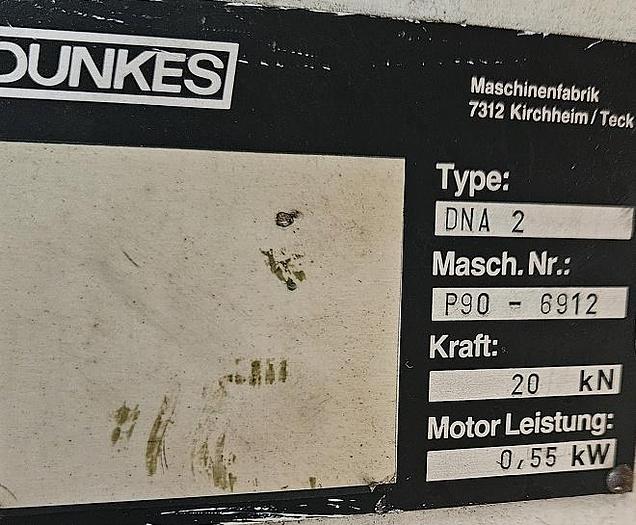 DUNKES
Maschinenfabrik
7312 Kirchheim/Teck
Type:
DNA 2
Masch.Nr.:
P90 - 6912
Kraft:
20 kN
Motor Leistung:
0,55 kW